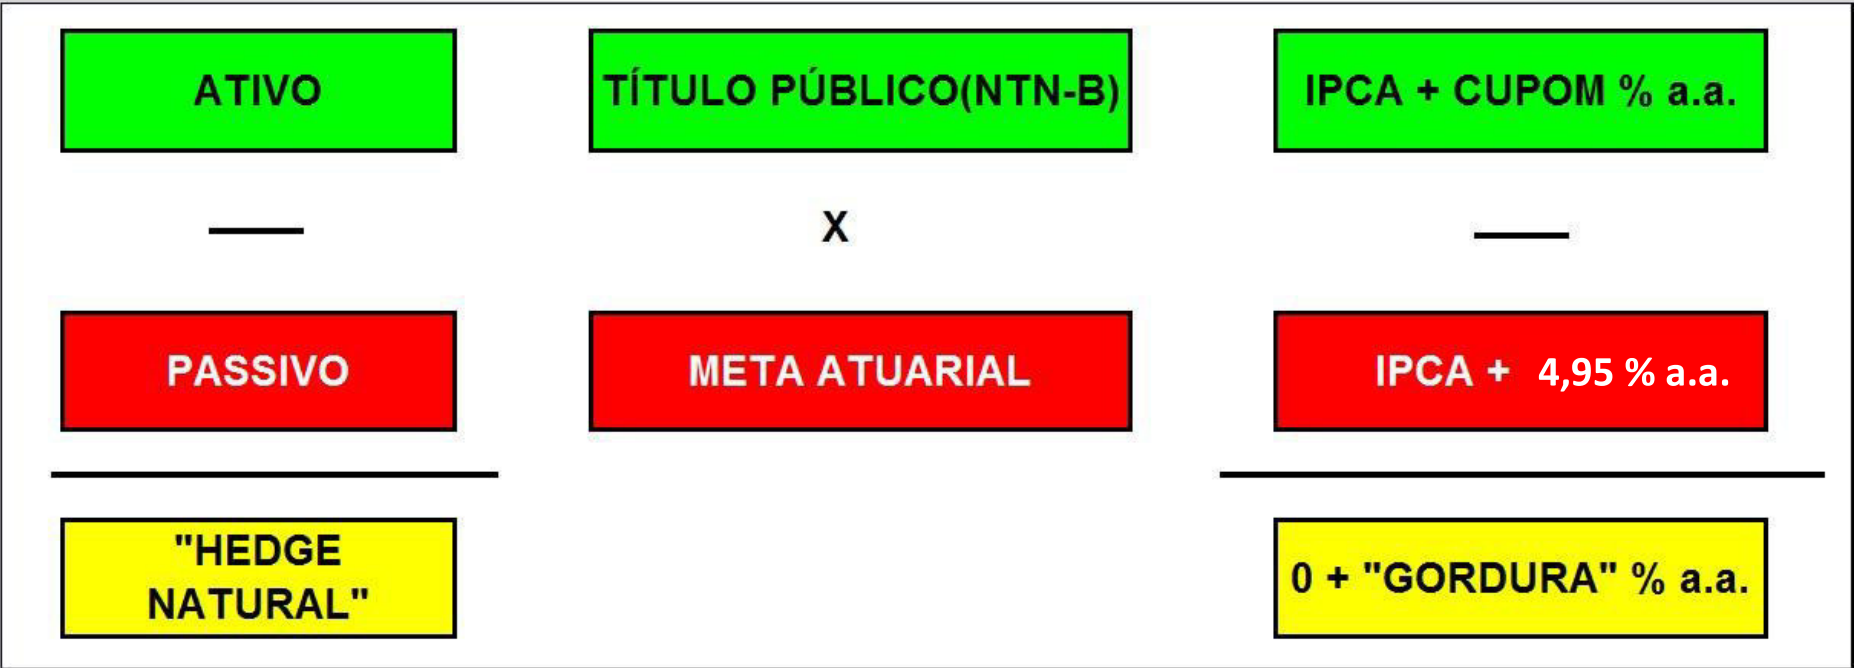 ATIVO
TÍTULO PÚBLICO(NTN-B)
IPCA + CUPOM % a.a.
X
PASSIVO
META ATUARIAL
IPCA + 4,95 % a.a.
"HEDGE
NATURAL"
0 + "GORDURA" % a.a.